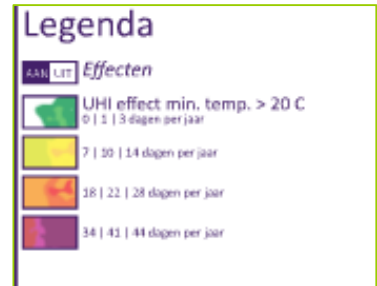 Legenda
AAN UIT Effecten
UHI effect min. temp. > 20 C
0 | 1 | 3 dagen per jaar
7 | 10 | 14 dagen per jaar
18 | 22 | 28 dagen per jaar
34 | 41 | 44 dagen per jaar